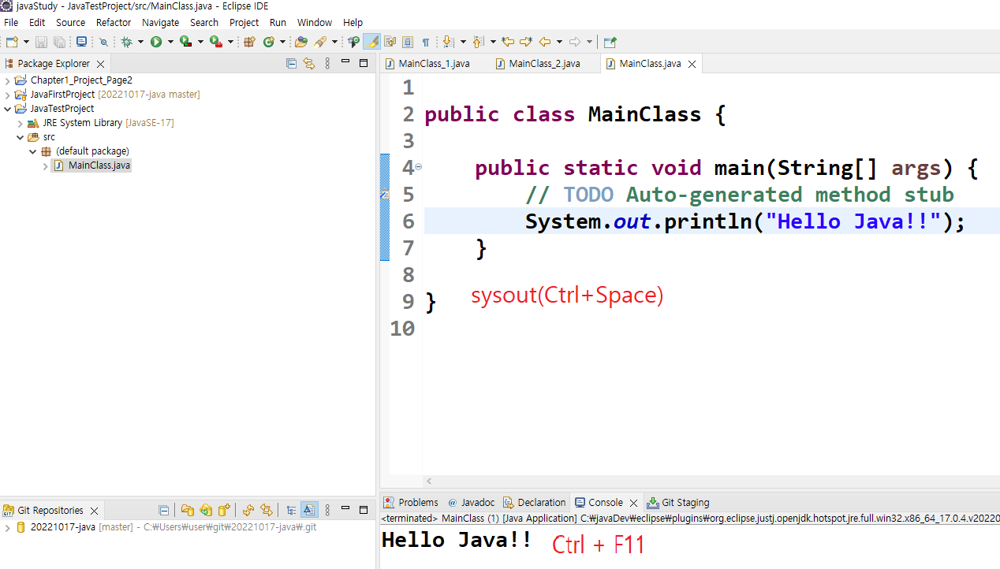 javaStudy - JavaTestProject/src/MainClass.java - Eclipse IDE
File Edit Source Refactor Navigate Search Project Run Window Help
Package Explorer
Chapter1_Project_Page2
JavaFirstProject [20221017-java master]
JavaTestProject
JRE System Library [JavaSE-17]
src
(default package)
MainClass.java
MainClass_1.java MainClass_2.java MainClass.java
1
2 public class MainClass {
3
4 public static void main(String[] args) {
5 // TODO Auto-generated method stub
6 System.out.println("Hello Java!!");
7 }
8
sysout(Ctrl+Space)
9 }
10
Git Repositories
20221017-java [master] - C:₩Users₩user₩git₩20221017-java₩.git
Problems @ Javadoc Declaration Console Git Staging
<terminated> MainClass (1) [Java Application] C:₩javaDev₩eclipse₩plugins₩org.eclipse.justj.openjdk.hotspot.jre.full.win32.x86_64_17.0.4.v20220
Hello Java!! Ctrl + F11